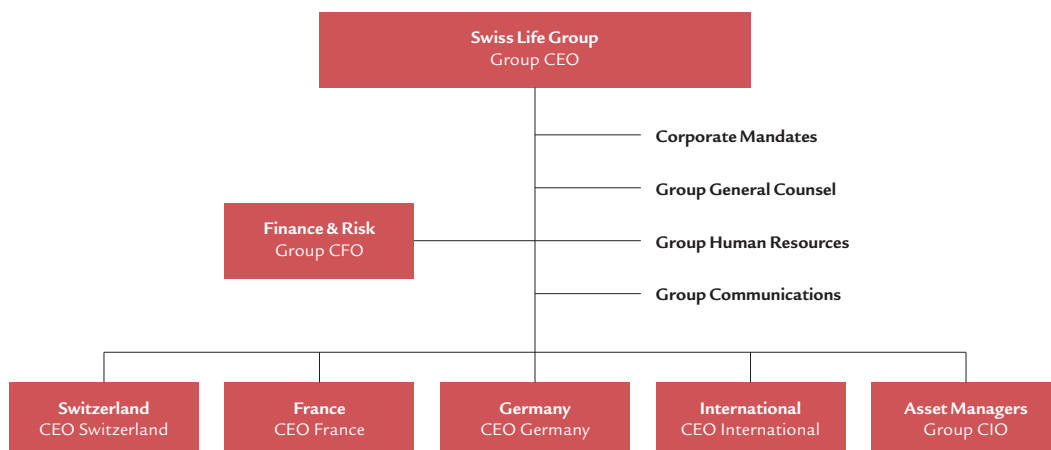 Swiss Life Group
Group CEO
Corporate Mandates
Group General Counsel
Finance & Risk
Group CFO
Group Human Resources
Group Communications
Switzerland
CEO Switzerland
France
CEO France
Germany
CEO Germany
International
CEO International
Asset Managers
Group CIO